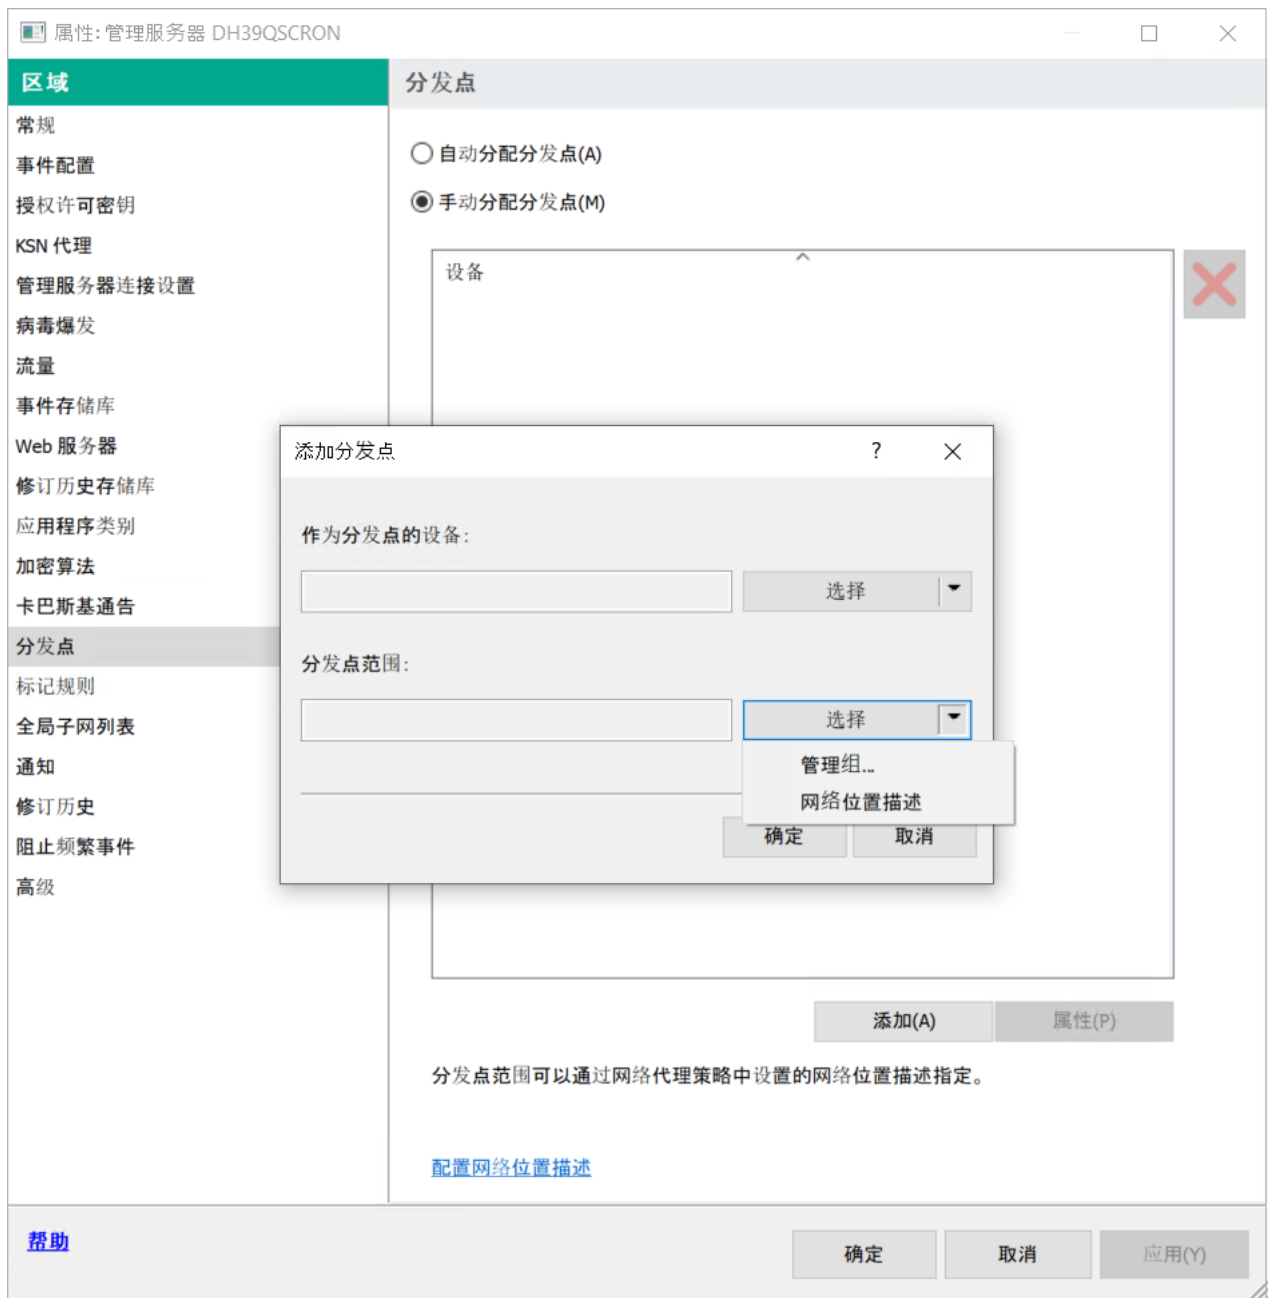 属性: 管理服务器 DH39QSCRON
区域
常规
事件配置
授权许可密钥
KSN 代理
管理服务器连接设置
病毒爆发
流量
事件存储库
Web 服务器
修订历史存储库
应用程序类别
加密算法
卡巴斯基通告
分发点
标记规则
全局子网列表
通知
修订历史
阻止频繁事件
高级
分发点
自动分配分发点(A)
手动分配分发点(M)
设备
添加分发点
?
作为分发点的设备:
选择
分发点范围:
选择
管理组...
网络位置描述
确定 取消
添加(A) 属性(P)
分发点范围可以通过网络代理策略中设置的网络位置描述指定。
配置网络位置描述
帮助
确定 取消 应用(Y)